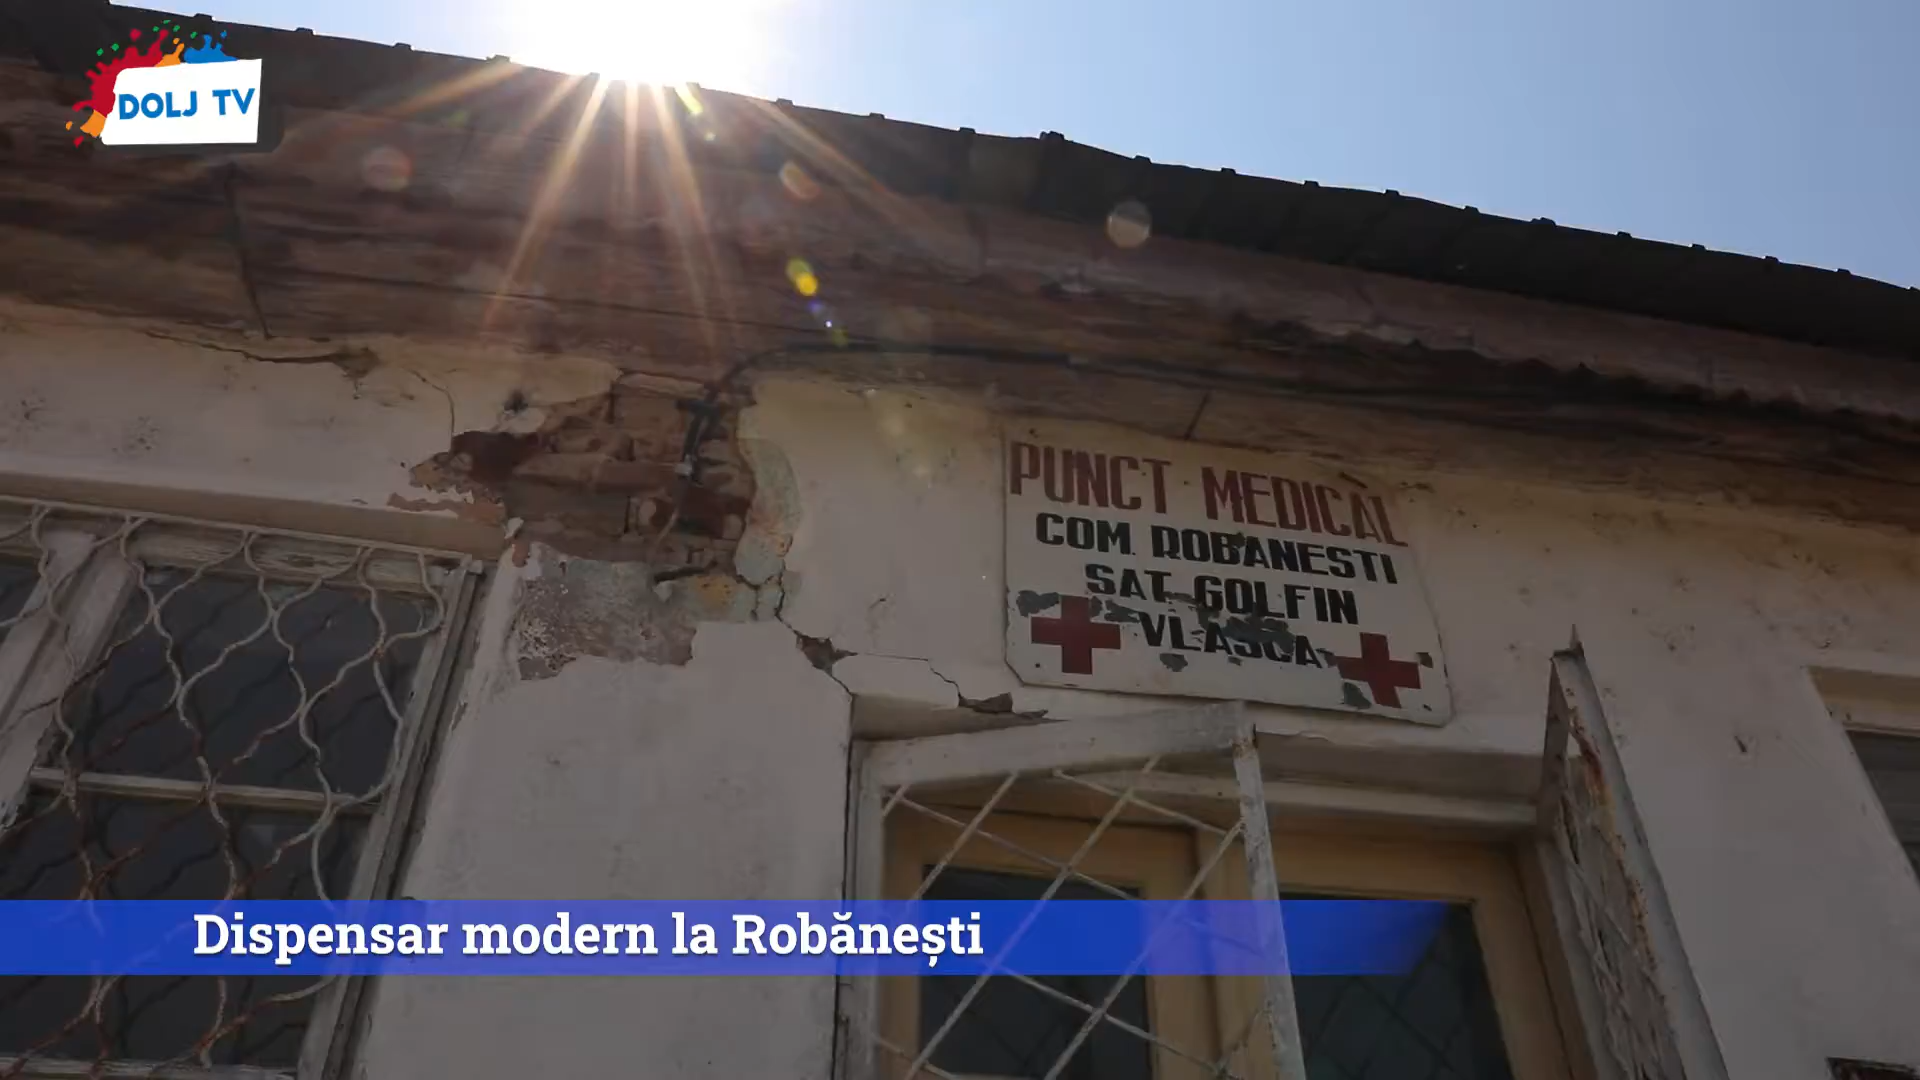 DOLJ TV
PUNCT MEDICAL
COM. ROBANESTI
SAT GOLFIN
VLASCA
Dispensar modern la Robănești